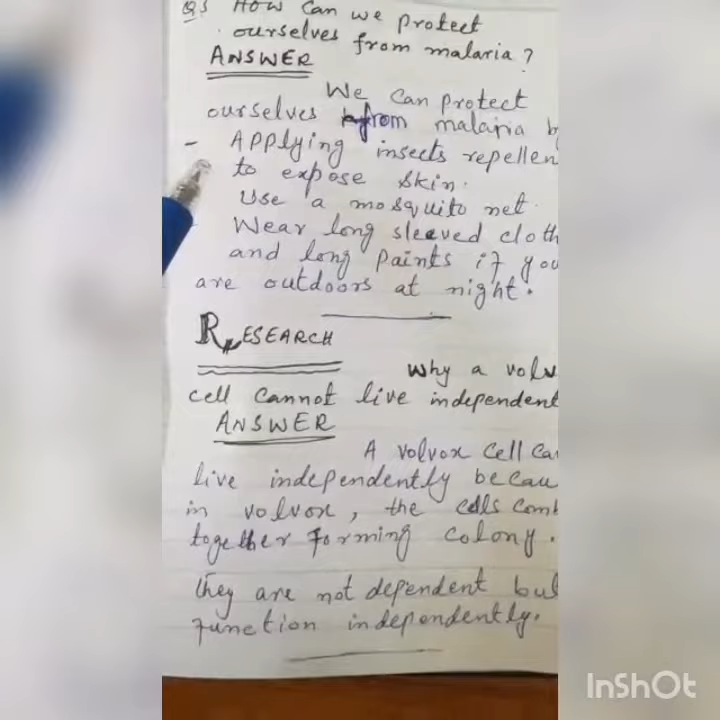 Q5 How Can we protect
ourselves from malaria?
ANSWER
We Can protect
ourselves from malaria b
- Applying insects repellen
to expose skin.
Use a mosquito net.
Wear long sleeved cloth
and long paints if you
are outdoors at night.
RESEARCH
Why a volv
cell cannot live independent
ANSWER
A volvox cell ca
live independently becau
in volvox, the cells comb
together forming colony.
they are not dependent but
function independently.
InShOt